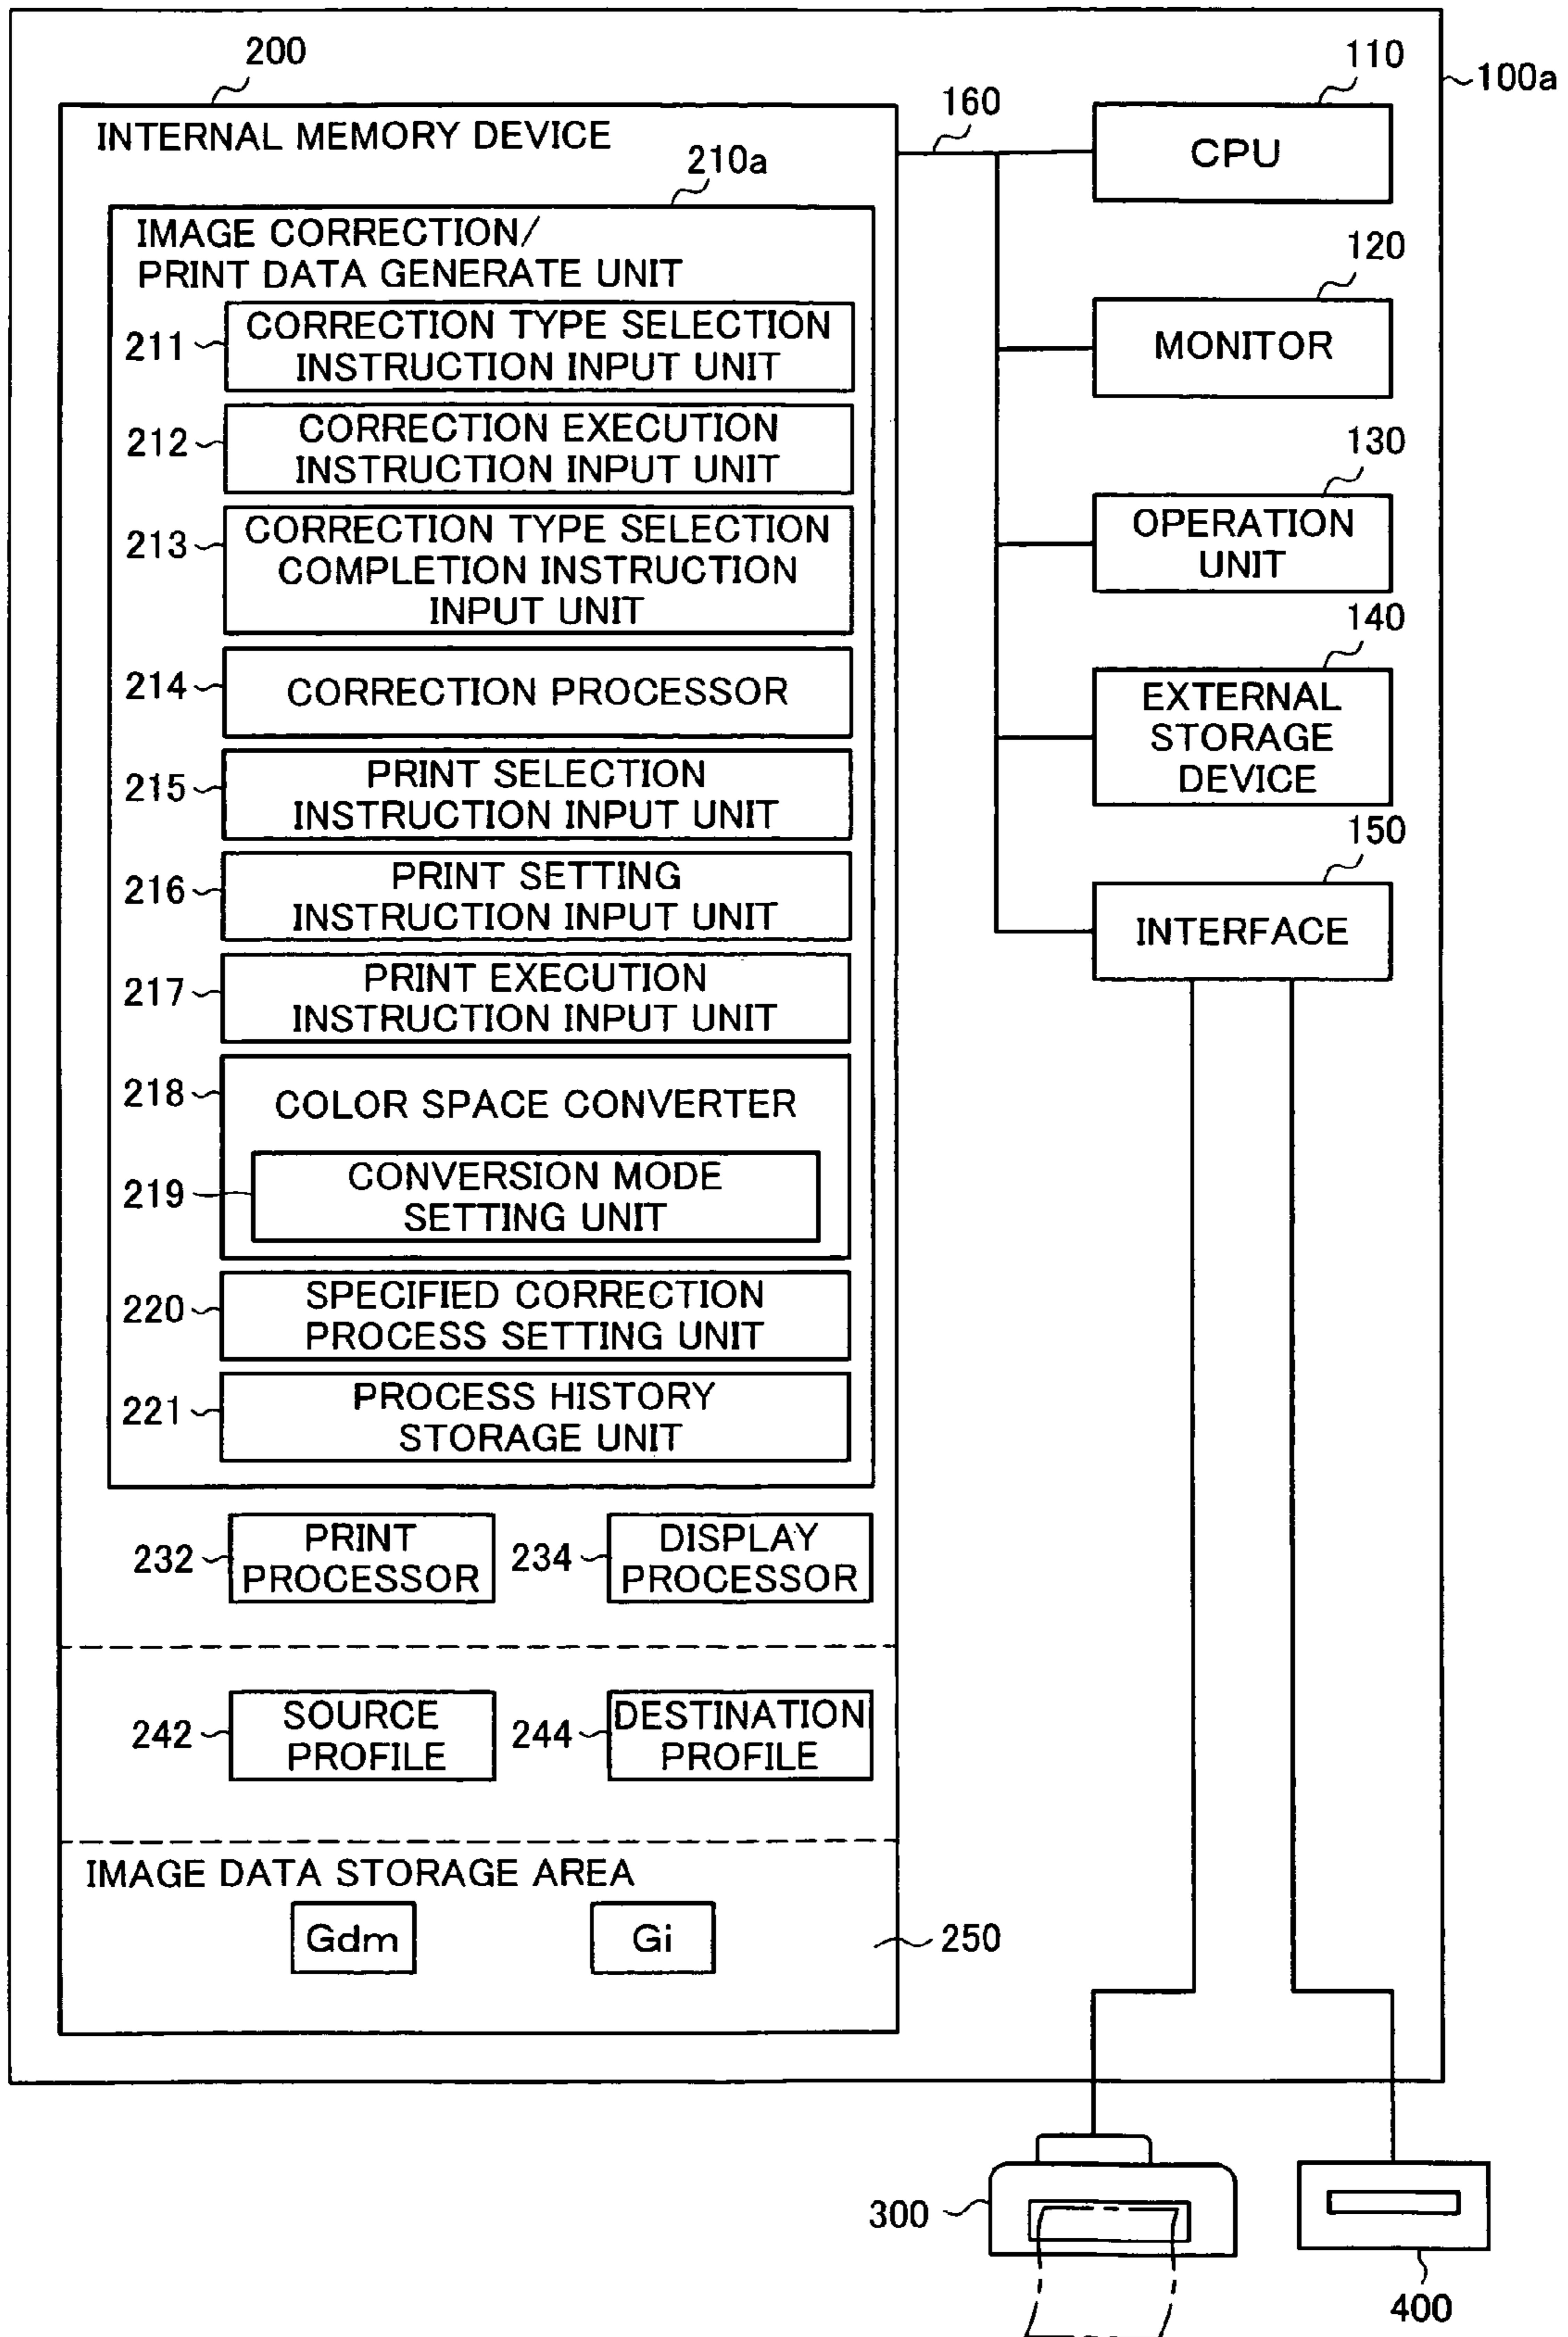 100a
200
INTERNAL MEMORY DEVICE
210a
IMAGE CORRECTION/
PRINT DATA GENERATE UNIT
211
CORRECTION TYPE SELECTION
INSTRUCTION INPUT UNIT
212
CORRECTION EXECUTION
INSTRUCTION INPUT UNIT
213
CORRECTION TYPE SELECTION
COMPLETION INSTRUCTION
INPUT UNIT
214
CORRECTION PROCESSOR
215
PRINT SELECTION
INSTRUCTION INPUT UNIT
216
PRINT SETTING
INSTRUCTION INPUT UNIT
217
PRINT EXECUTION
INSTRUCTION INPUT UNIT
218
COLOR SPACE CONVERTER
219
CONVERSION MODE
SETTING UNIT
220
SPECIFIED CORRECTION
PROCESS SETTING UNIT
221
PROCESS HISTORY
STORAGE UNIT
232
PRINT
PROCESSOR
234
DISPLAY
PROCESSOR
242
SOURCE
PROFILE
244
DESTINATION
PROFILE
IMAGE DATA STORAGE AREA
Gdm
Gi
250
160
110
CPU
120
MONITOR
130
OPERATION
UNIT
140
EXTERNAL
STORAGE
DEVICE
150
INTERFACE
300
400